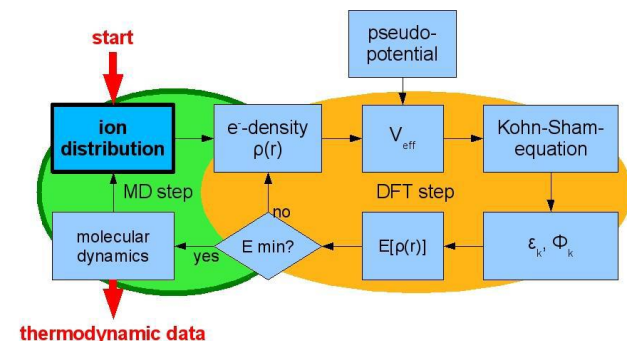 start
pseudo-
potential
ion
distribution
e⁻-density
ρ(r)
V_eff
Kohn-Sham-
equation
MD step
DFT step
no
molecular
dynamics
yes
E min?
E[ρ(r)]
ε_k, Φ_k
thermodynamic data